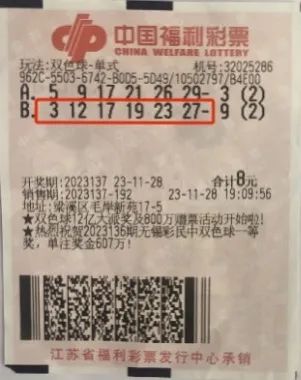 中国福利彩票
CHINA WELFARE LOTTERY
玩法:双色球-单式 机号:32025286
962C-5503-6742-B0D5-5D49/10502797/B4E00
A. 5 9 17 21 26 29- 3 (2)
B. 3 12 17 19 23 27- 9 (2)
开奖期:2023137 23-11-28 合计8元
销售期:2023137-192 23-11-28 19:09:56
地址:梁溪区毛岸新苑17-5
★双色球12亿大派奖及800万赠票活动开始啦!
★热烈祝贺2023136期无锡彩民中双色球一等
奖,单注奖金607万!
江苏省福利彩票发行中心承销